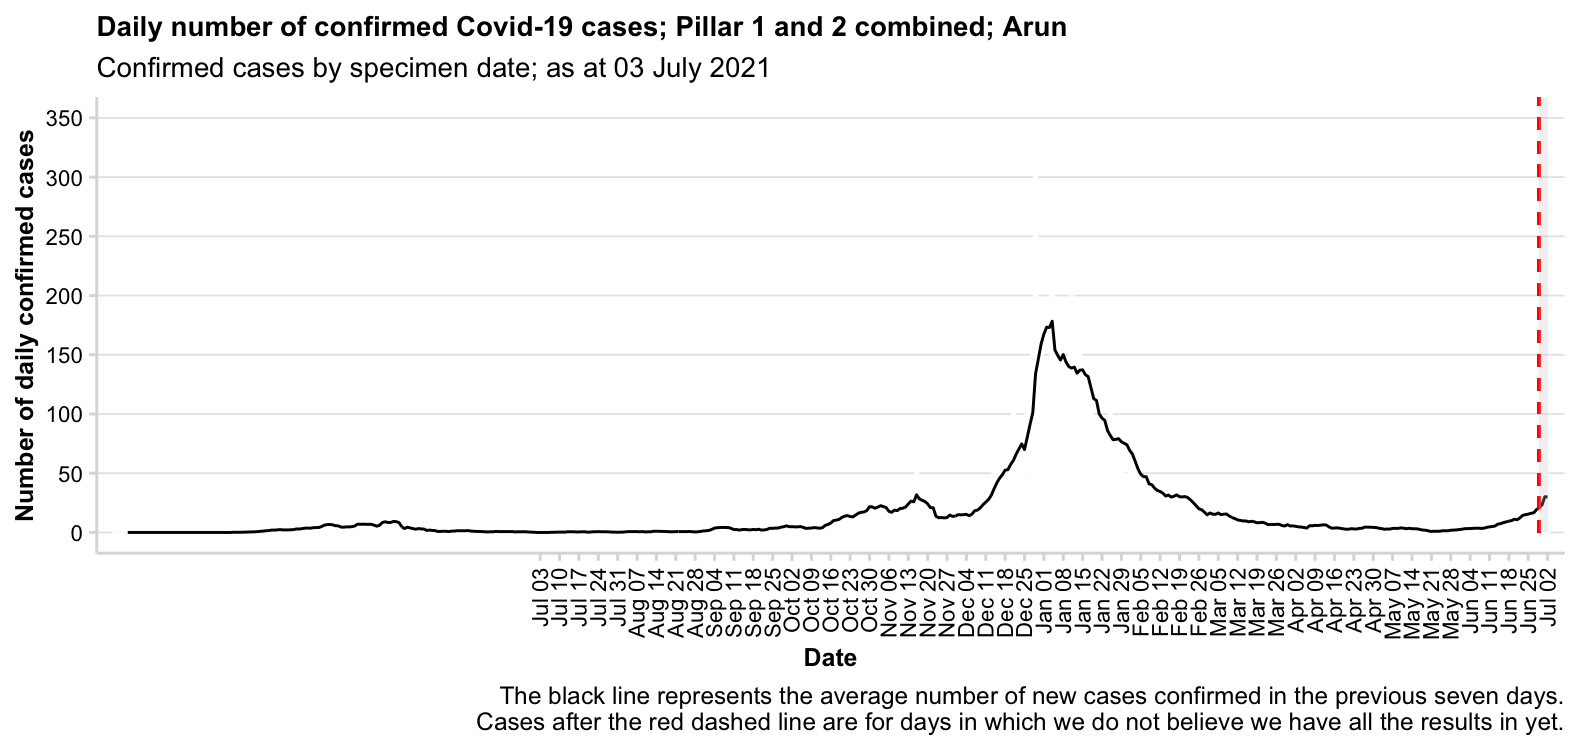 Daily number of confirmed Covid-19 cases; Pillar 1 and 2 combined; Arun
Confirmed cases by specimen date; as at 03 July 2021
Number of daily confirmed cases
350
300
250
200
150
100
50
0
Jul 03
Jul 10
Jul 17
Jul 24
Jul 31
Aug 07
Aug 14
Aug 21
Aug 28
Sep 04
Sep 11
Sep 18
Sep 25
Oct 02
Oct 09
Oct 16
Oct 23
Oct 30
Nov 06
Nov 13
Nov 20
Nov 27
Dec 04
Dec 11
Dec 18
Dec 25
Jan 01
Jan 08
Jan 15
Jan 22
Jan 29
Feb 05
Feb 12
Feb 19
Feb 26
Mar 05
Mar 12
Mar 19
Mar 26
Apr 02
Apr 09
Apr 16
Apr 23
Apr 30
May 07
May 14
May 21
May 28
Jun 04
Jun 11
Jun 18
Jun 25
Jul 02
Date
The black line represents the average number of new cases confirmed in the previous seven days.
Cases after the red dashed line are for days in which we do not believe we have all the results in yet.